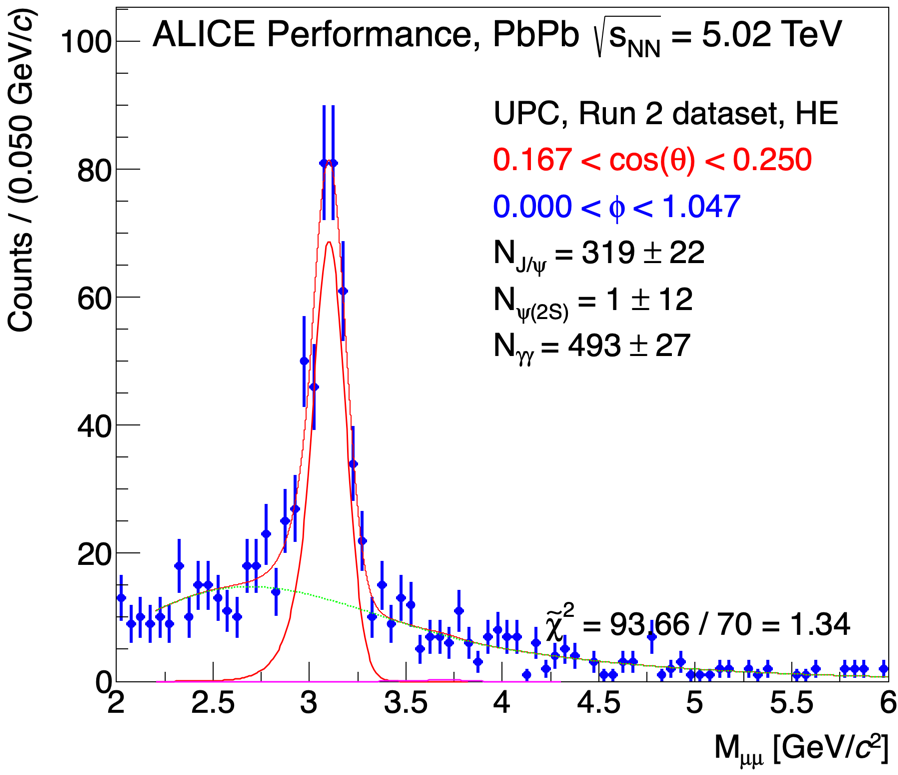 ALICE Performance, PbPb √s_NN = 5.02 TeV
UPC, Run 2 dataset, HE
0.167 < cos(θ) < 0.250
0.000 < ϕ < 1.047
N_J/ψ = 319 ± 22
N_ψ(2S) = 1 ± 12
N_γγ = 493 ± 27
χ̃² = 93.66 / 70 = 1.34
Counts / (0.050 GeV/c)
100
80
60
40
20
0
2 2.5 3 3.5 4 4.5 5 5.5 6
M_μμ [GeV/c²]